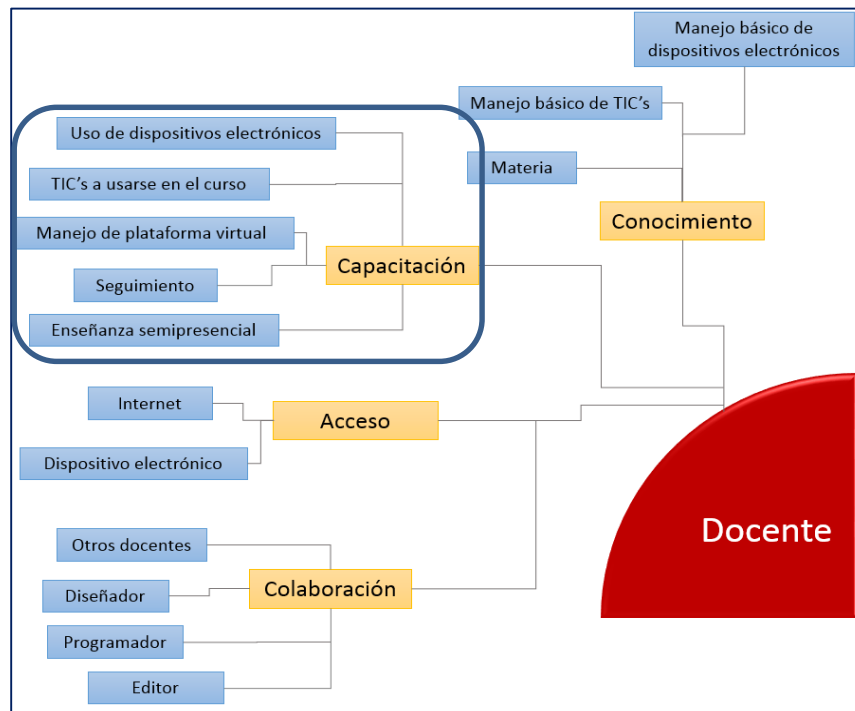 Manejo básico de
dispositivos electrónicos
Manejo básico de TIC's
Materia
Conocimiento
Uso de dispositivos electrónicos
TIC's a usarse en el curso
Manejo de plataforma virtual
Capacitación
Seguimiento
Enseñanza semipresencial
Internet
Acceso
Dispositivo electrónico
Docente
Otros docentes
Colaboración
Diseñador
Programador
Editor